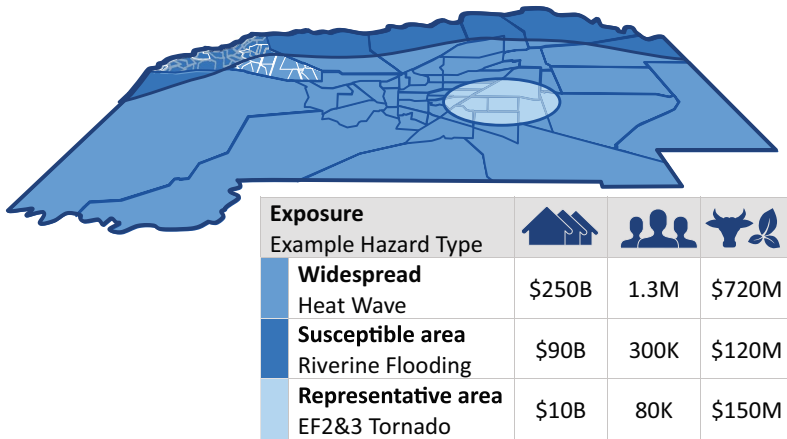 Exposure
Example Hazard Type
Widespread
Heat Wave
$250B 1.3M $720M
Susceptible area
Riverine Flooding
$90B 300K $120M
Representative area
EF2&3 Tornado
$10B 80K $150M